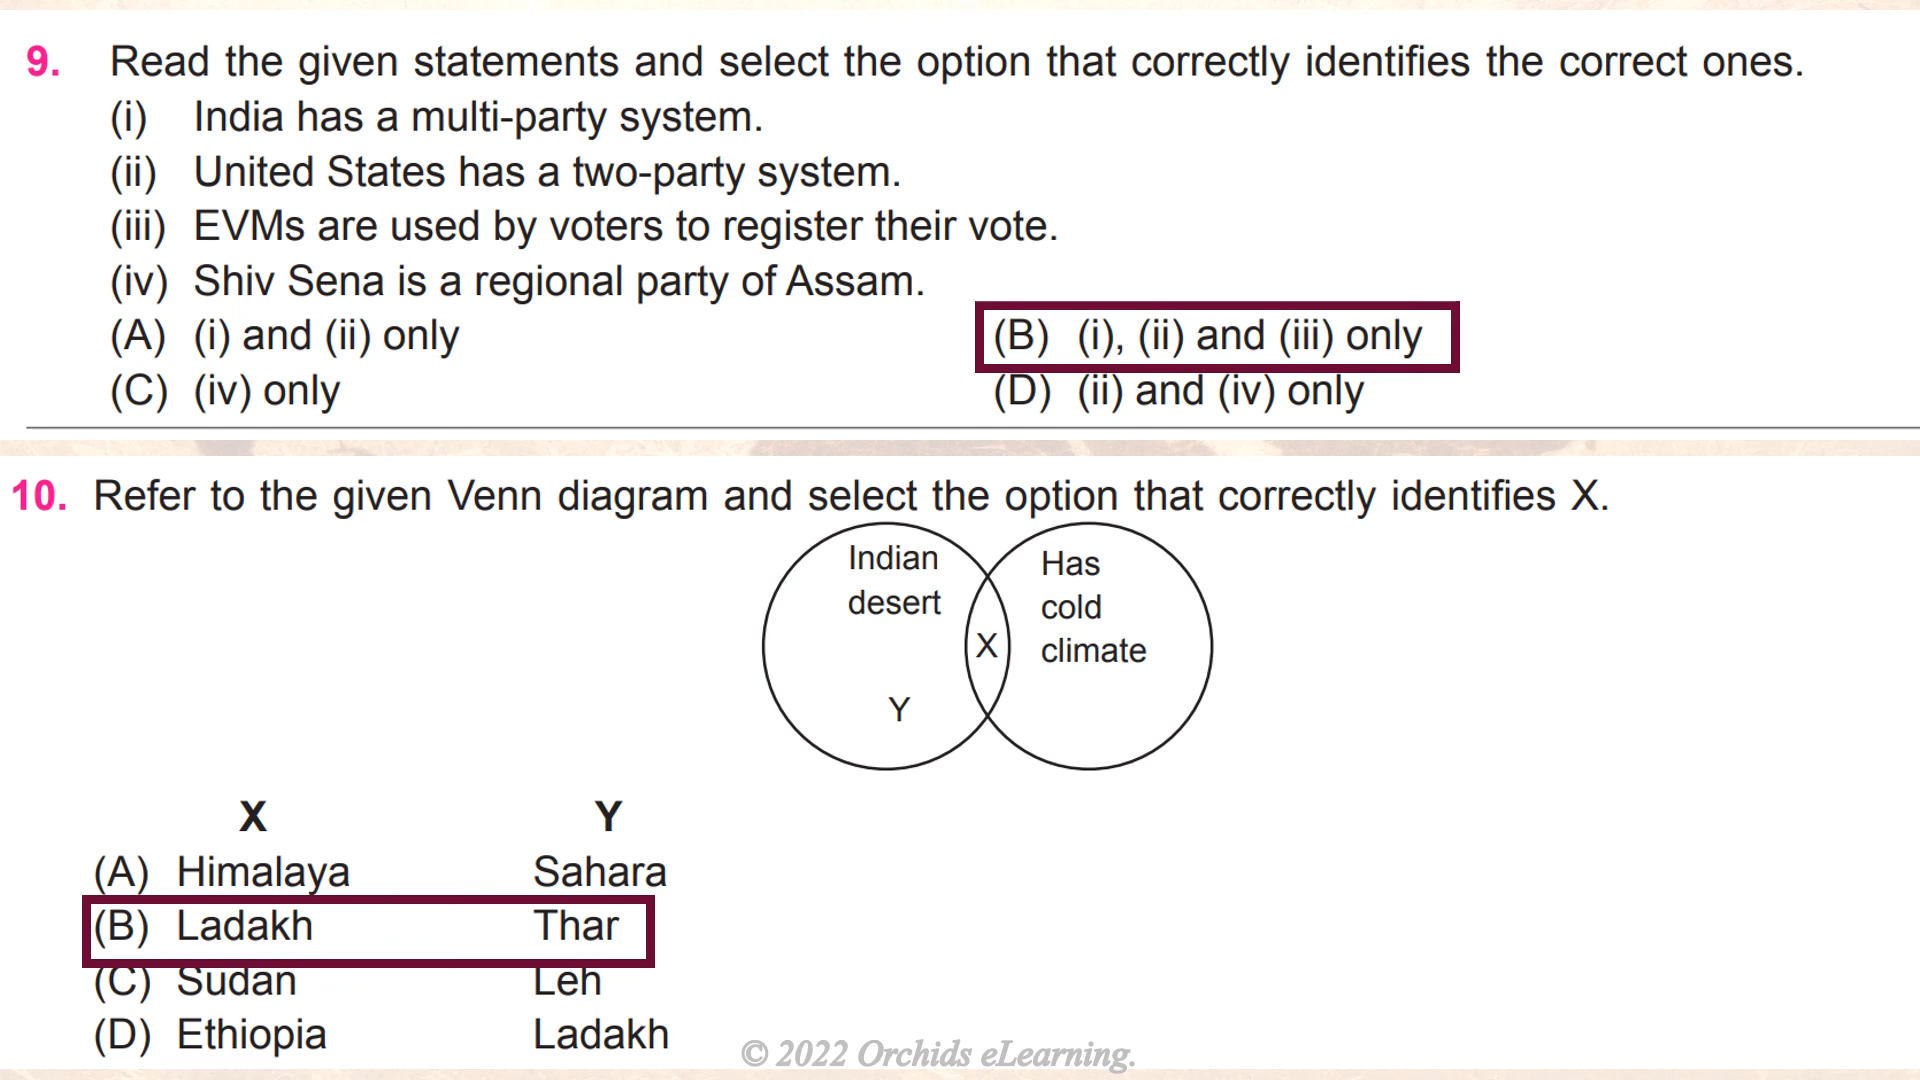 9. Read the given statements and select the option that correctly identifies the correct ones.
(i) India has a multi-party system.
(ii) United States has a two-party system.
(iii) EVMs are used by voters to register their vote.
(iv) Shiv Sena is a regional party of Assam.
(A) (i) and (ii) only (B) (i), (ii) and (iii) only
(C) (iv) only (D) (ii) and (iv) only
10. Refer to the given Venn diagram and select the option that correctly identifies X.
Indian
desert
Has
cold
climate
X
Y
X Y
(A) Himalaya Sahara
(B) Ladakh Thar
(C) Sudan Leh
(D) Ethiopia Ladakh
© 2022 Orchids eLearning.